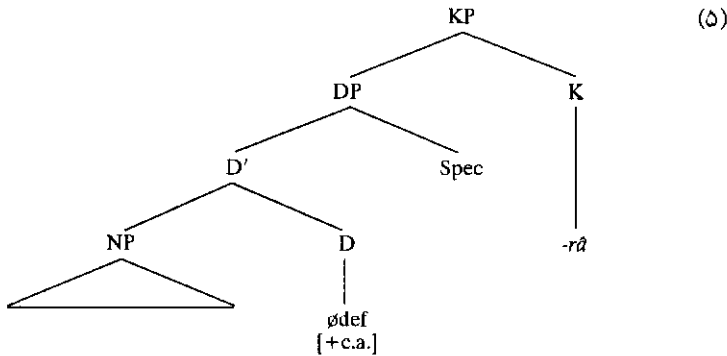 (۵)
KP
DP K
D′ Spec
NP D -râ
ødef
[+c.a.]